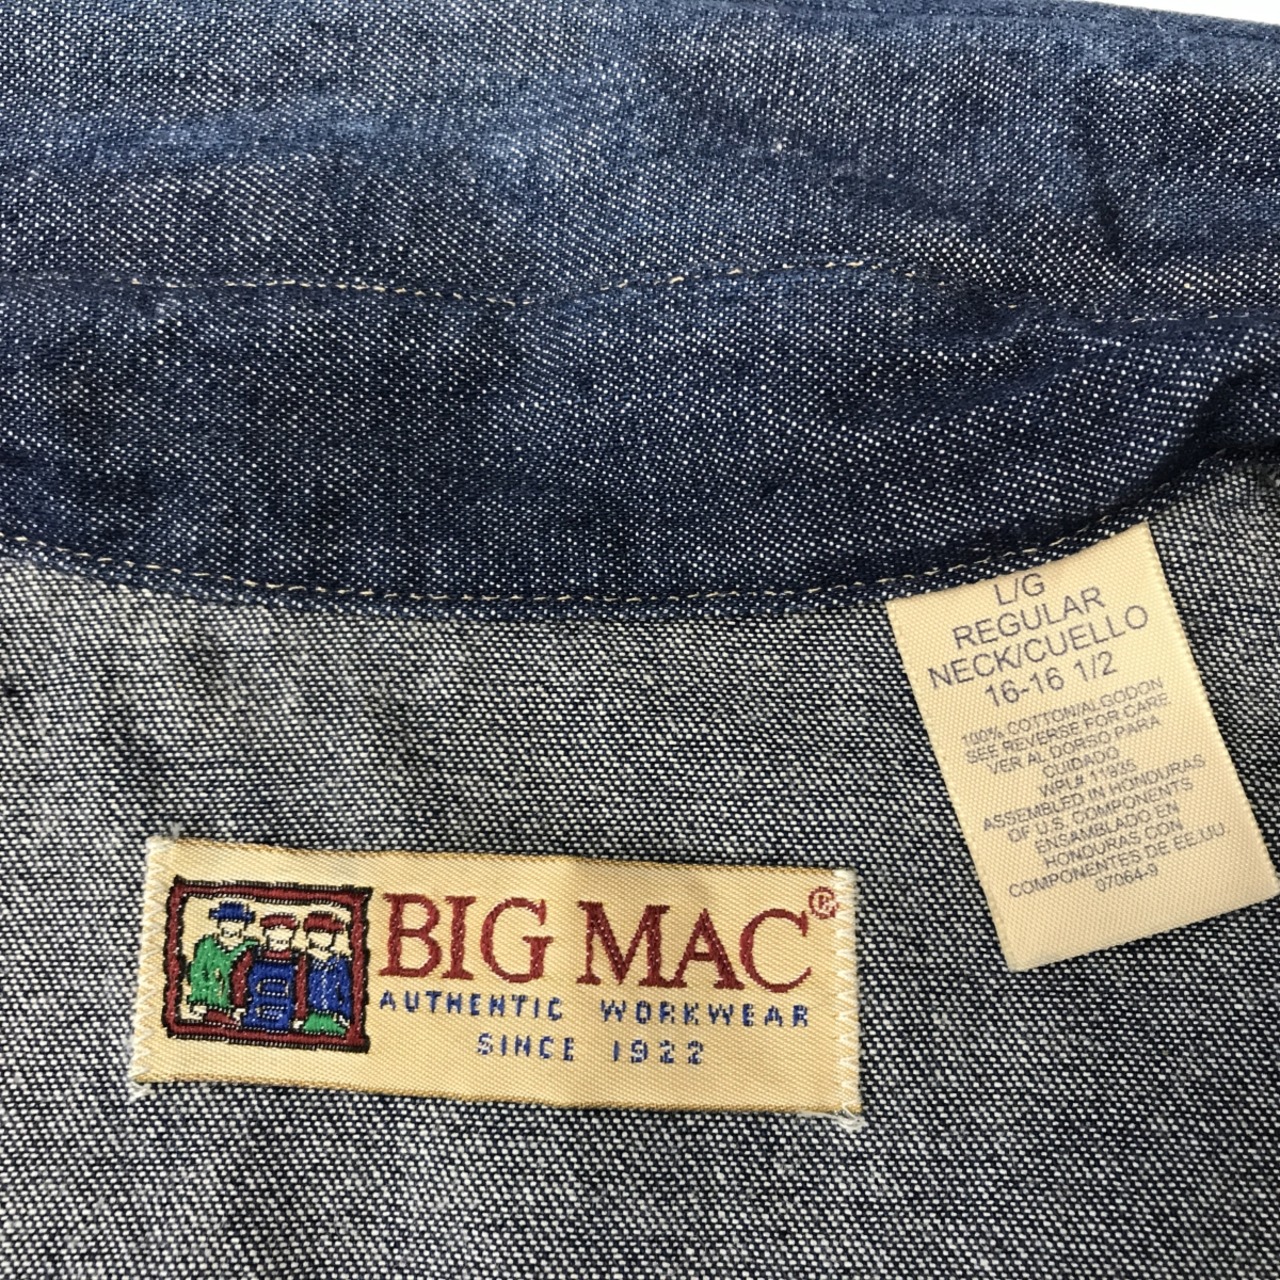 L/G
REGULAR
NECK/CUELLO
16-16 1/2
100% COTTON/ALGODON
SEE REVERSE FOR CARE
VER AL DORSO PARA
CUIDADO
WPL# 11935
ASSEMBLED IN HONDURAS
OF U.S. COMPONENTS
ENSAMBLADO EN
HONDURAS CON
COMPONENTES DE EE.UU.
07064-9
BIG MAC®
AUTHENTIC WORKWEAR
SINCE 1922